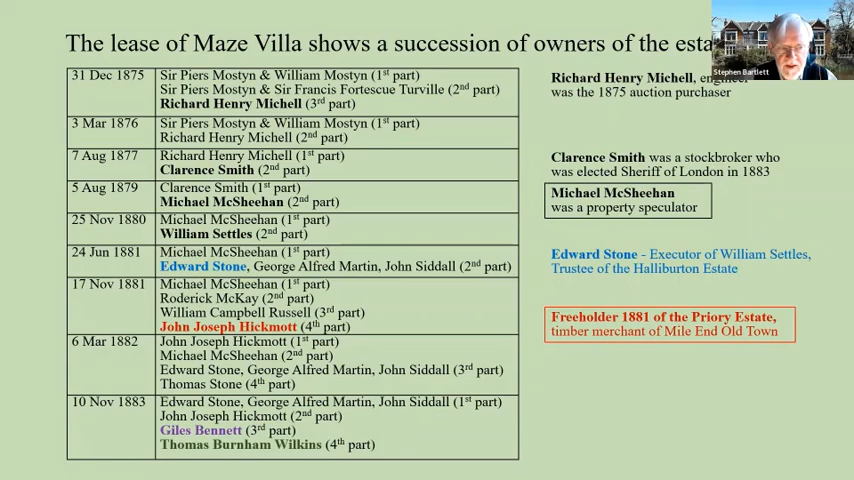 The lease of Maze Villa shows a succession of owners of the esta
Stephen Bartlett
31 Dec 1875 Sir Piers Mostyn & William Mostyn (1st part)
Sir Piers Mostyn & Sir Francis Fortescue Turville (2nd part)
Richard Henry Michell (3rd part)
3 Mar 1876 Sir Piers Mostyn & William Mostyn (1st part)
Richard Henry Michell (2nd part)
7 Aug 1877 Richard Henry Michell (1st part)
Clarence Smith (2nd part)
5 Aug 1879 Clarence Smith (1st part)
Michael McSheehan (2nd part)
25 Nov 1880 Michael McSheehan (1st part)
William Settles (2nd part)
24 Jun 1881 Michael McSheehan (1st part)
Edward Stone, George Alfred Martin, John Siddall (2nd part)
17 Nov 1881 Michael McSheehan (1st part)
Roderick McKay (2nd part)
William Campbell Russell (3rd part)
John Joseph Hickmott (4th part)
6 Mar 1882 John Joseph Hickmott (1st part)
Michael McSheehan (2nd part)
Edward Stone, George Alfred Martin, John Siddall (3rd part)
Thomas Stone (4th part)
10 Nov 1883 Edward Stone, George Alfred Martin, John Siddall (1st part)
John Joseph Hickmott (2nd part)
Giles Bennett (3rd part)
Thomas Burnham Wilkins (4th part)
Richard Henry Michell,
was the 1875 auction purchaser
Clarence Smith was a stockbroker who
was elected Sheriff of London in 1883
Michael McSheehan
was a property speculator
Edward Stone - Executor of William Settles,
Trustee of the Halliburton Estate
Freeholder 1881 of the Priory Estate,
timber merchant of Mile End Old Town